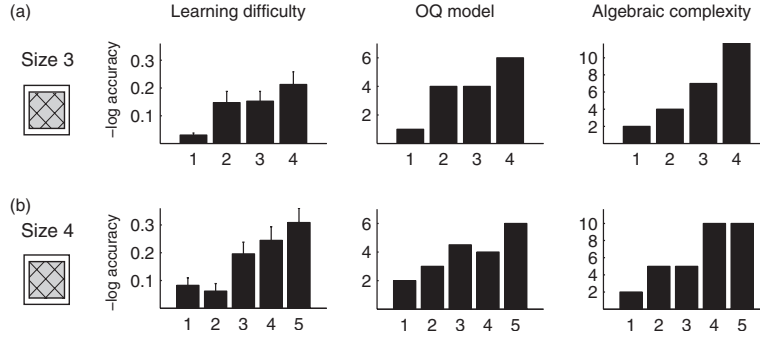 (a)
Learning difficulty
OQ model
Algebraic complexity
Size 3
−log accuracy
0.3
0.2
0.1
1 2 3 4
6
4
2
1 2 3 4
10
8
6
4
2
1 2 3 4
(b)
Size 4
−log accuracy
0.3
0.2
0.1
1 2 3 4 5
6
4
2
1 2 3 4 5
10
8
6
4
2
1 2 3 4 5